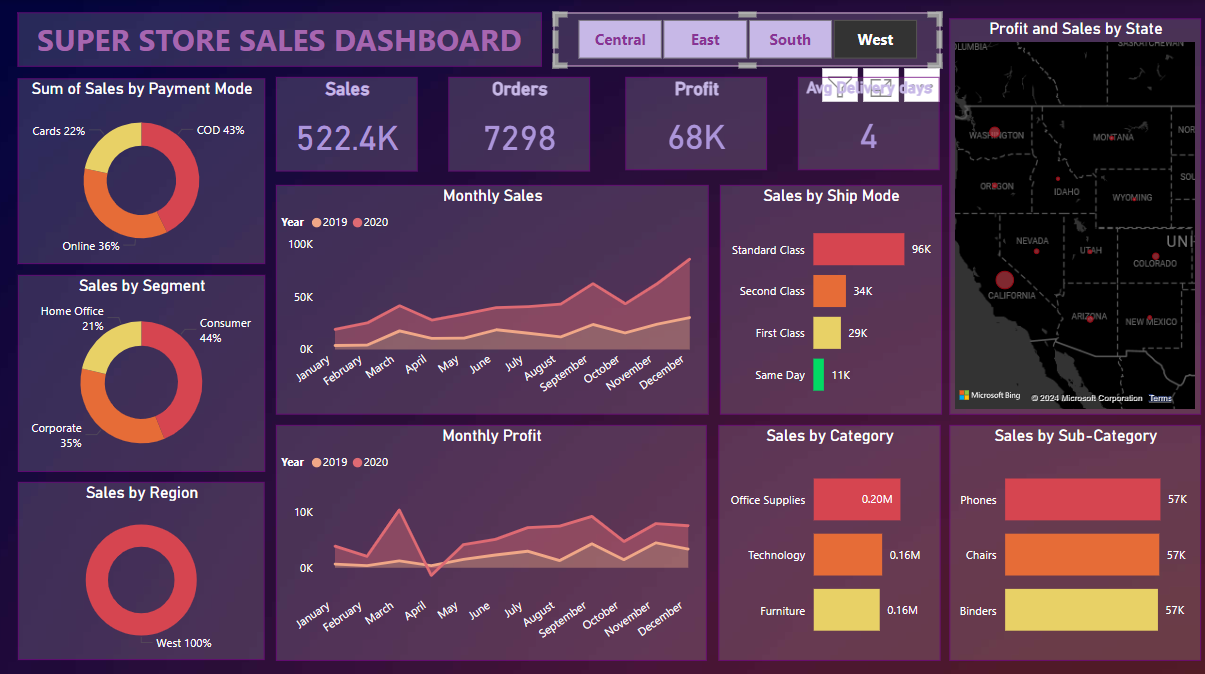 SUPER STORE SALES DASHBOARD
Central
East
South
West
Sum of Sales by Payment Mode
Cards 22%
COD 43%
Online 36%
Sales
522.4K
Orders
7298
Profit
68K
Avg Delivery days
4
Profit and Sales by State
SASKATCHEWAN
WASHINGTON
MONTANA
OREGON
IDAHO
WYOMING
NEVADA
UTAH
COLORADO
CALIFORNIA
ARIZONA
NEW MEXICO
Microsoft Bing
© 2024 Microsoft Corporation
Terms
Sales by Segment
Home Office
21%
Consumer
44%
Corporate
35%
Monthly Sales
Year 2019 2020
100K
50K
0K
January
February
March
April
May
June
July
August
September
October
November
December
Sales by Ship Mode
Standard Class 96K
Second Class 34K
First Class 29K
Same Day 11K
Sales by Region
West 100%
Monthly Profit
Year 2019 2020
10K
0K
January
February
March
April
May
June
July
August
September
October
November
December
Sales by Category
Office Supplies 0.20M
Technology 0.16M
Furniture 0.16M
Sales by Sub-Category
Phones 57K
Chairs 57K
Binders 57K